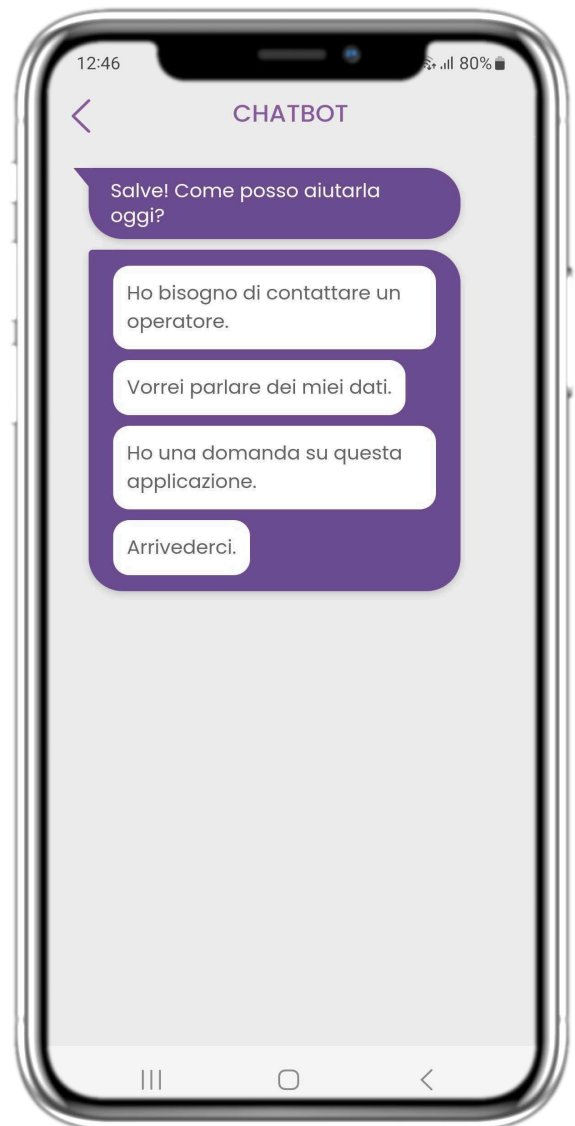 12:46
80%
CHATBOT
Salve! Come posso aiutarla
oggi?
Ho bisogno di contattare un
operatore.
Vorrei parlare dei miei dati.
Ho una domanda su questa
applicazione.
Arrivederci.